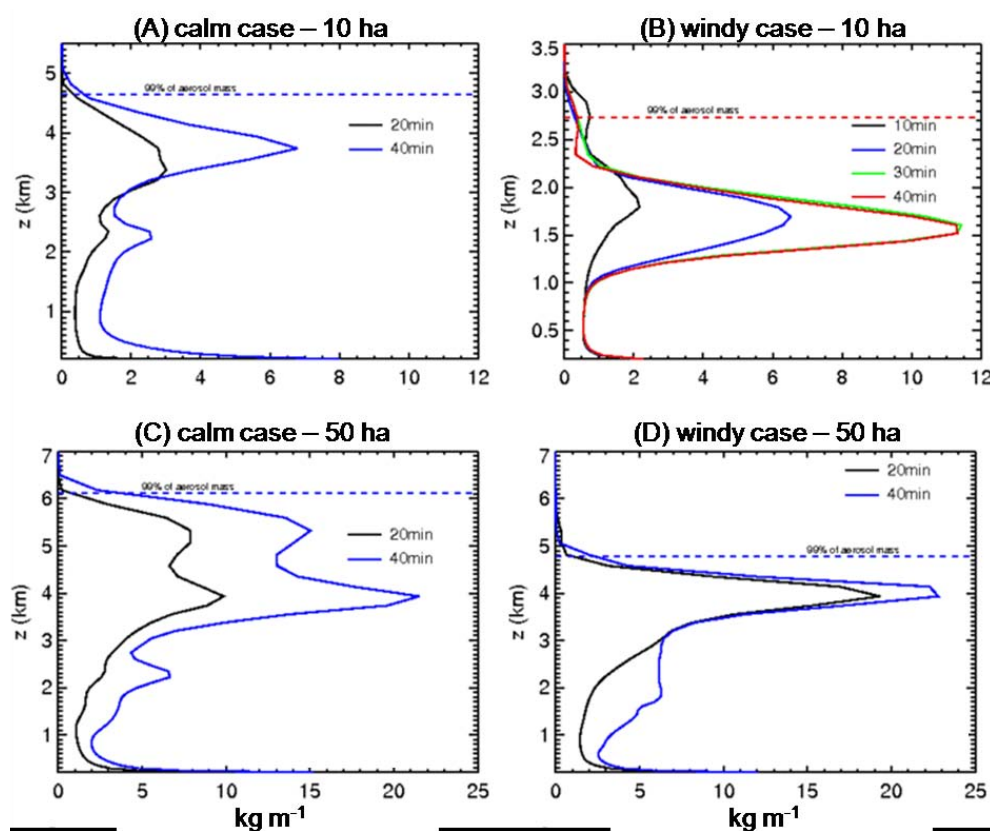 (A) calm case – 10 ha
z (km)
5
4
3
2
1
99% of aerosol mass
20min
40min
0 2 4 6 8 10 12
(B) windy case – 10 ha
z (km)
3.5
3.0
2.5
2.0
1.5
1.0
0.5
99% of aerosol mass
10min
20min
30min
40min
0 2 4 6 8 10 12
(C) calm case – 50 ha
z (km)
7
6
5
4
3
2
1
99% of aerosol mass
20min
40min
0 5 10 15 20 25
kg m⁻¹
(D) windy case – 50 ha
z (km)
7
6
5
4
3
2
1
20min
40min
99% of aerosol mass
0 5 10 15 20 25
kg m⁻¹